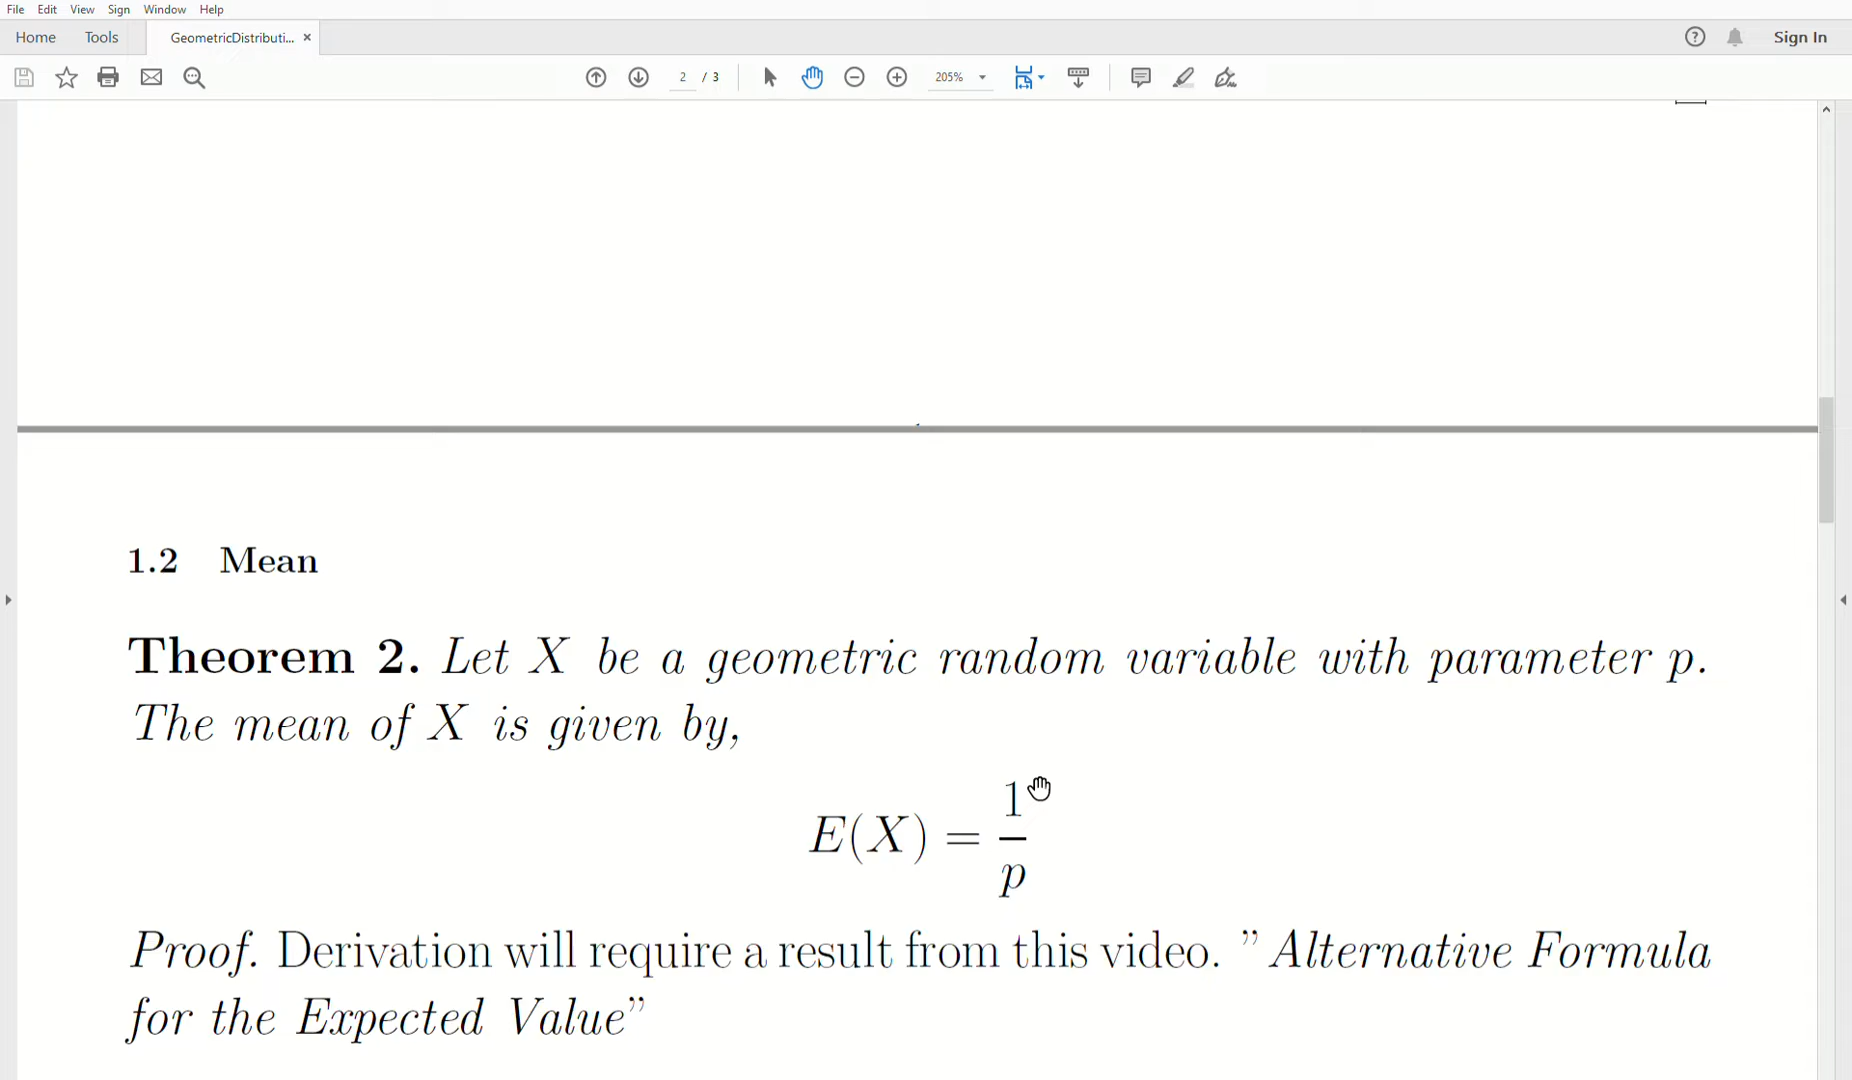 File Edit View Sign Window Help
Home Tools GeometricDistributi... × Sign In
2 / 3 205%
1.2 Mean
Theorem 2. Let X be a geometric random variable with parameter p.
The mean of X is given by,
E(X) = 1/p
Proof. Derivation will require a result from this video. ”Alternative Formula
for the Expected Value”